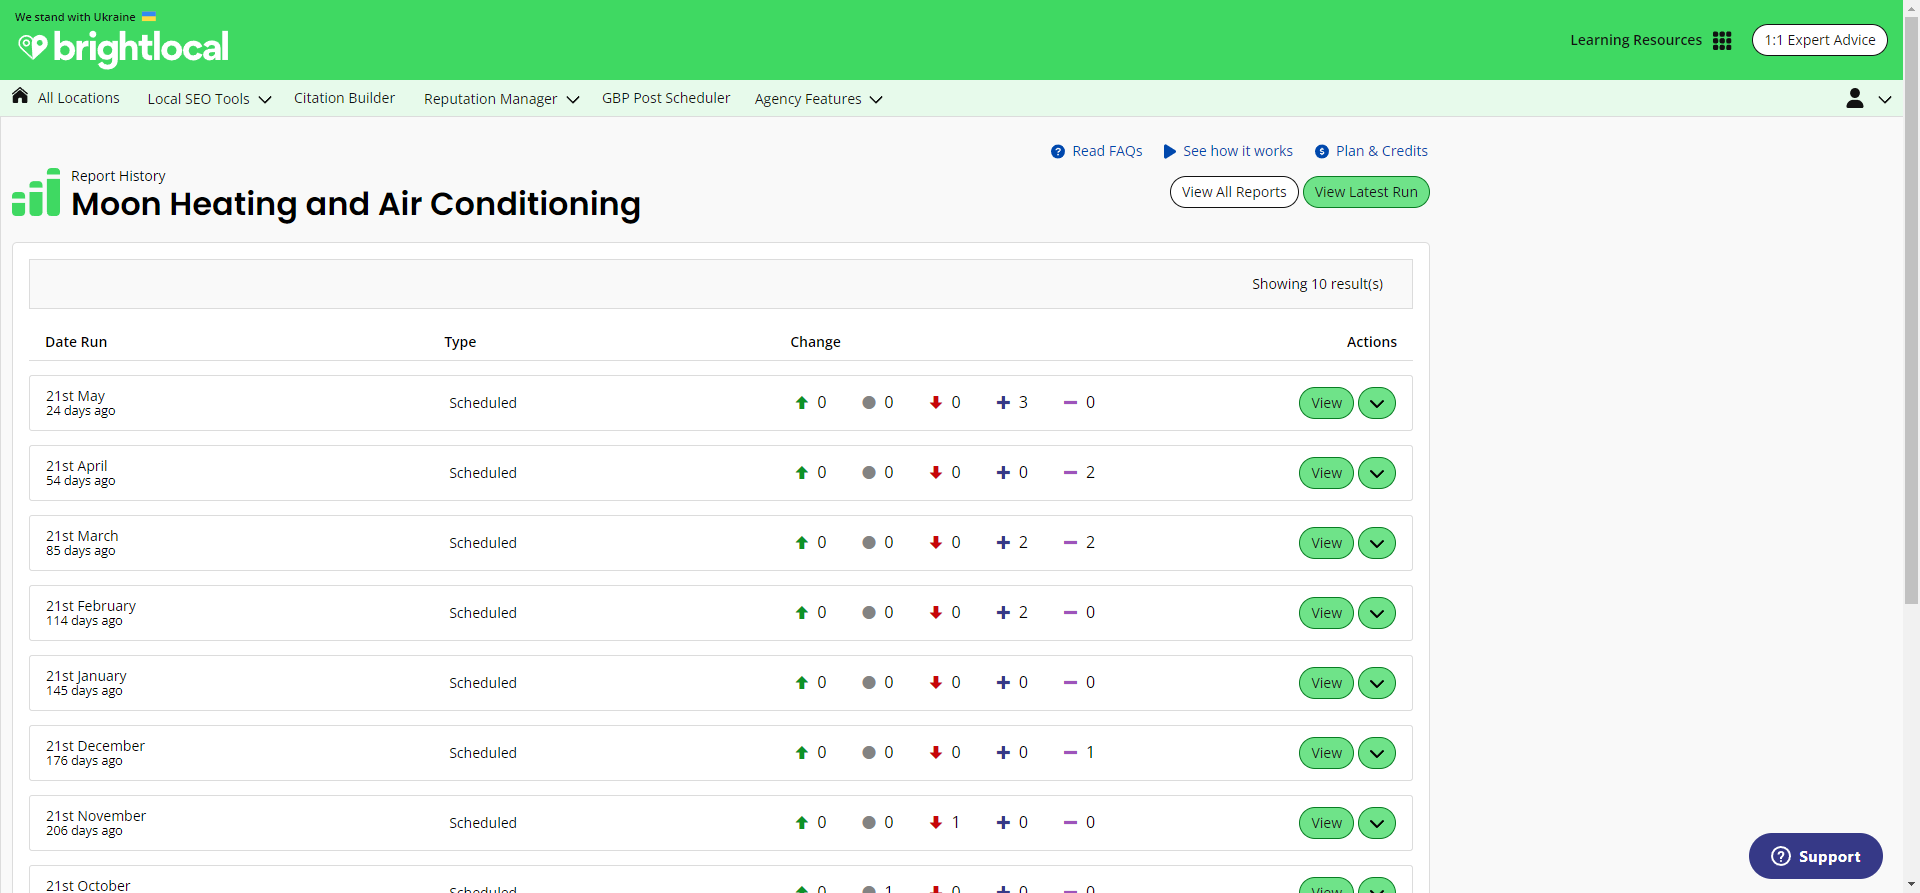 We stand with Ukraine
brightlocal
Learning Resources
1:1 Expert Advice
All Locations Local SEO Tools Citation Builder Reputation Manager GBP Post Scheduler Agency Features
Read FAQs See how it works Plan & Credits
Report History
Moon Heating and Air Conditioning
View All Reports View Latest Run
Showing 10 result(s)
Date Run Type Change Actions
21st May
24 days ago
Scheduled 0 0 0 3 0 View
21st April
54 days ago
Scheduled 0 0 0 0 2 View
21st March
85 days ago
Scheduled 0 0 0 2 2 View
21st February
114 days ago
Scheduled 0 0 0 2 0 View
21st January
145 days ago
Scheduled 0 0 0 0 0 View
21st December
176 days ago
Scheduled 0 0 0 0 1 View
21st November
206 days ago
Scheduled 0 0 1 0 0 View
21st October
Scheduled 0 1 0 0 0 View
Support